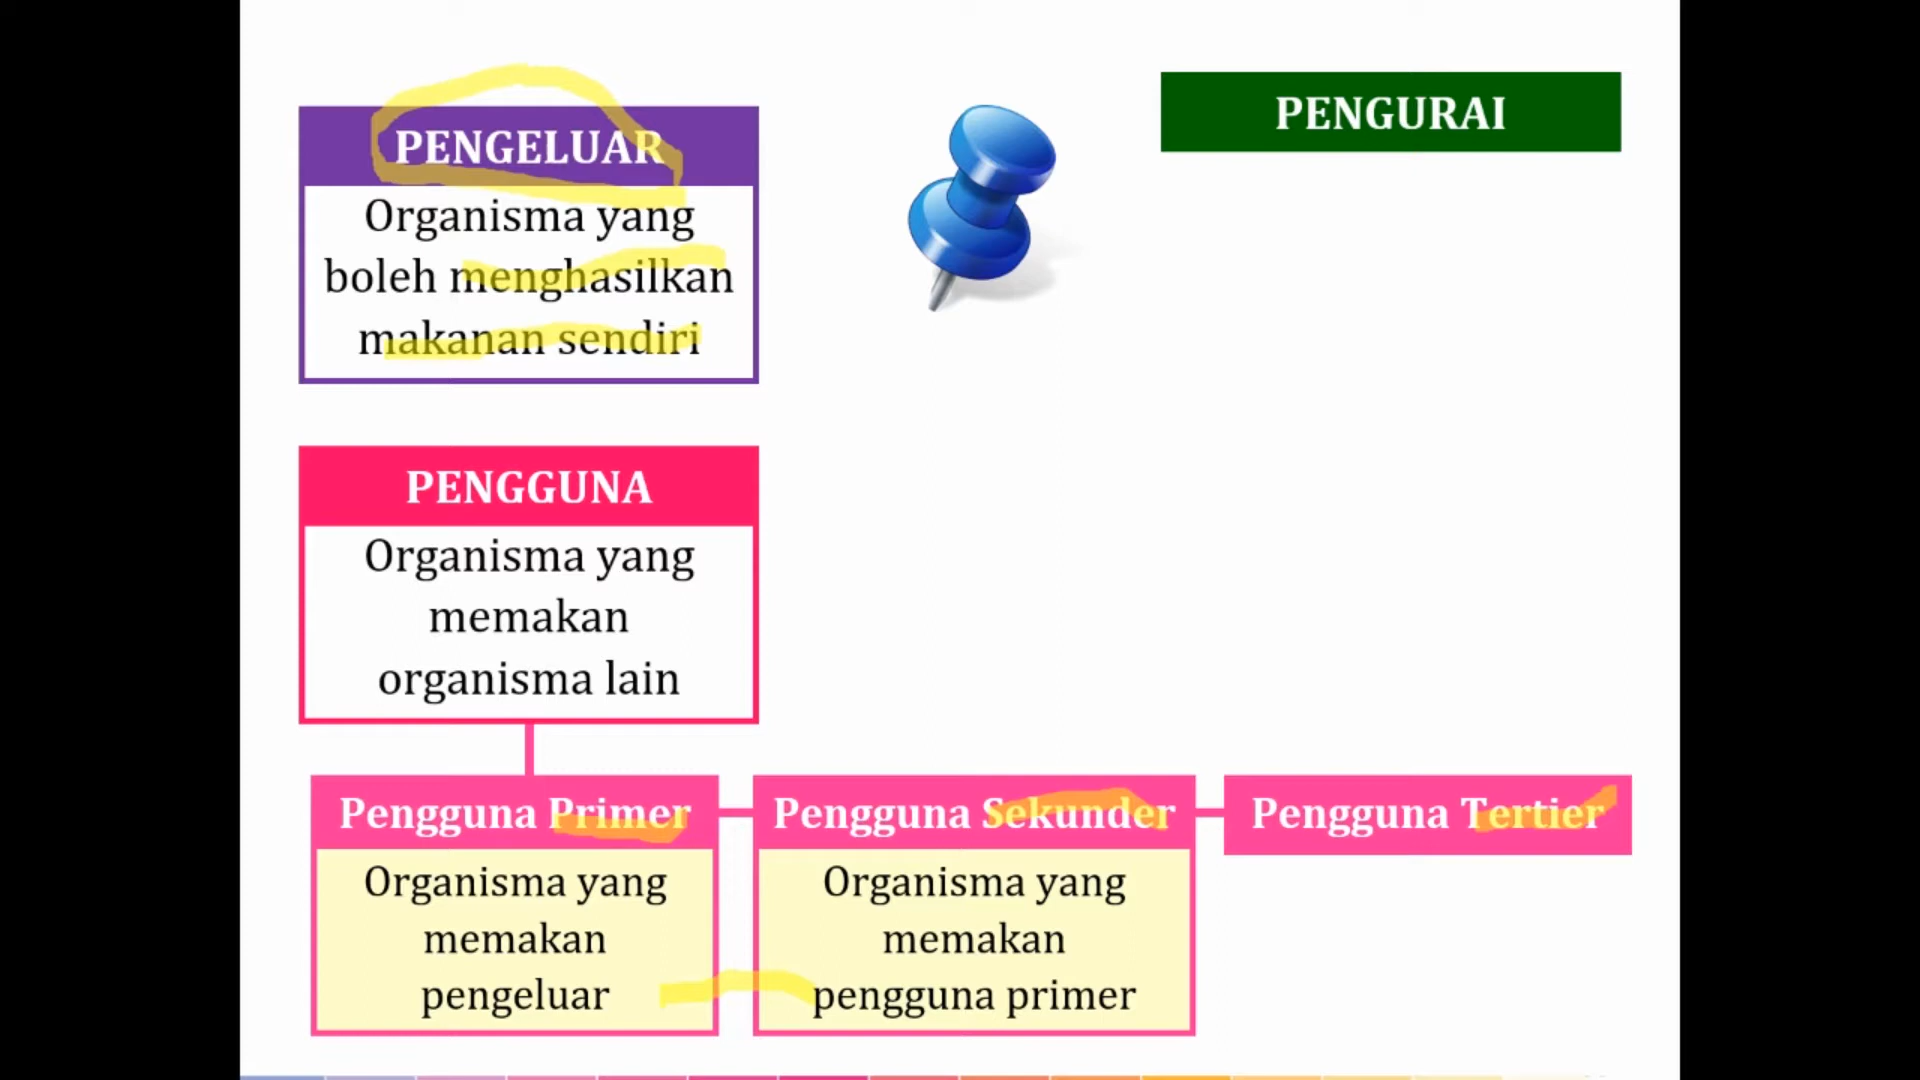 PENGELUAR
Organisma yang
boleh menghasilkan
makanan sendiri
PENGURAI
PENGGUNA
Organisma yang
memakan
organisma lain
Pengguna Primer
Organisma yang
memakan
pengeluar
Pengguna Sekunder
Organisma yang
memakan
pengguna primer
Pengguna Tertier